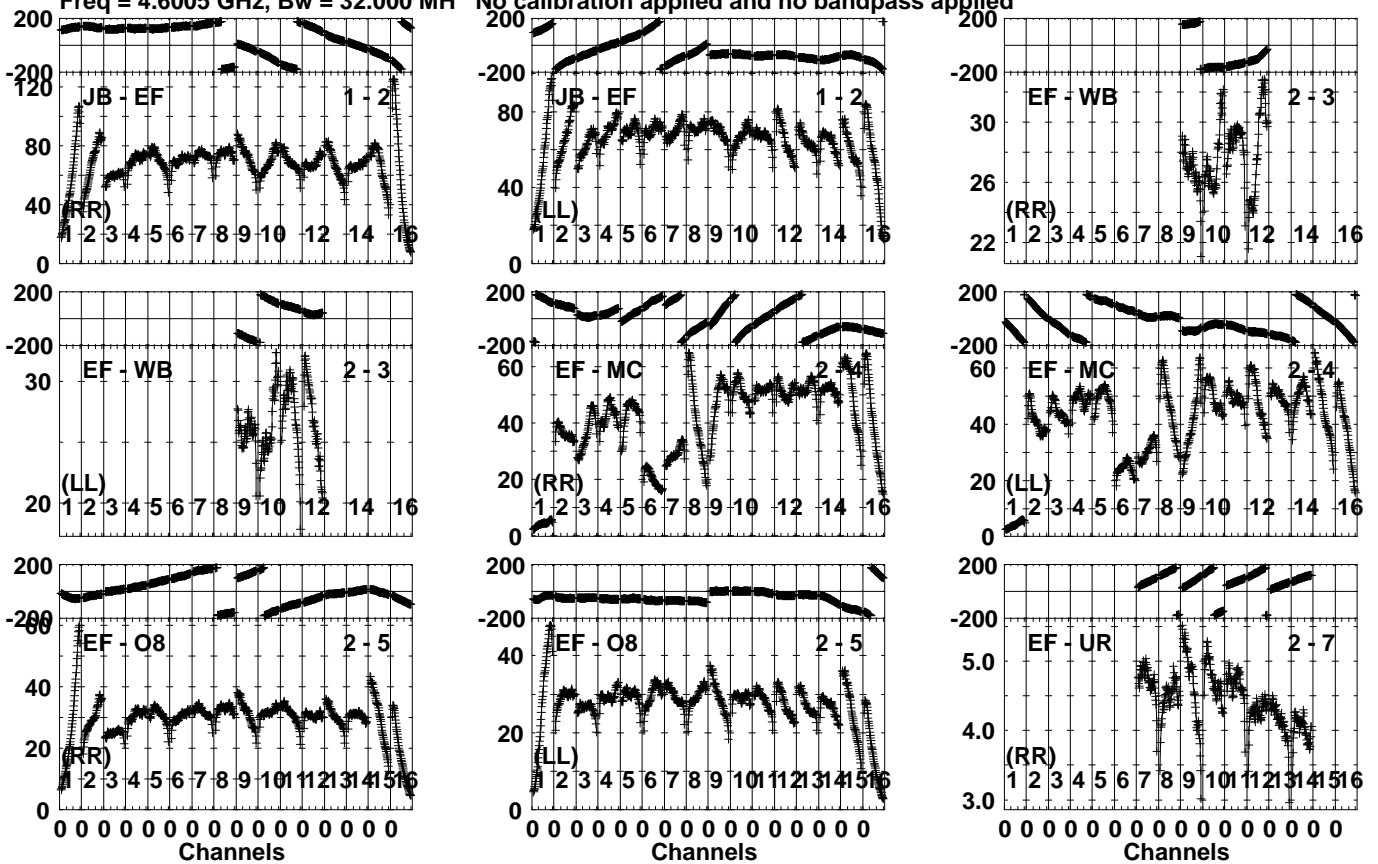 Freq = 4.6005 GHz, Bw = 32.000 MH No calibration applied and no bandpass applied
-200
120
80
40
0
JB - EF 1 - 2
(RR)
1 2 3 4 5 6 7 8 9 10 12 14 16
200
-200
80
40
0
JB - EF 1 - 2
(LL)
1 2 3 4 5 6 7 8 9 10 12 14 16
200
-200
30
26
22
EF - WB 2 - 3
(RR)
1 2 3 4 5 6 7 8 9 10 12 14 16
200
-200
30
20
EF - WB 2 - 3
(LL)
1 2 3 4 5 6 7 8 9 10 12 14 16
200
-200
60
40
20
0
EF - MC 2 - 4
(RR)
1 2 3 4 5 6 7 8 9 10 12 14 16
200
-200
60
40
20
0
EF - MC 2 - 4
(LL)
1 2 3 4 5 6 7 8 9 10 12 14 16
200
-200
60
40
20
0
EF - O8 2 - 5
(RR)
1 2 3 4 5 6 7 8 9 10 11 12 13 14 15 16
200
-200
40
20
0
EF - O8 2 - 5
(LL)
1 2 3 4 5 6 7 8 9 10 11 12 13 14 15 16
200
-200
5.0
4.0
3.0
EF - UR 2 - 7
(RR)
1 2 3 4 5 6 7 8 9 10 11 12 13 14 15 16
0 0 0 0 0 0 0 0 0 0 0 0 0 0 0 0
0 0 0 0 0 0 0 0 0 0 0 0 0 0 0 0
0 0 0 0 0 0 0 0 0 0 0 0 0 0 0 0
Channels
Channels
Channels